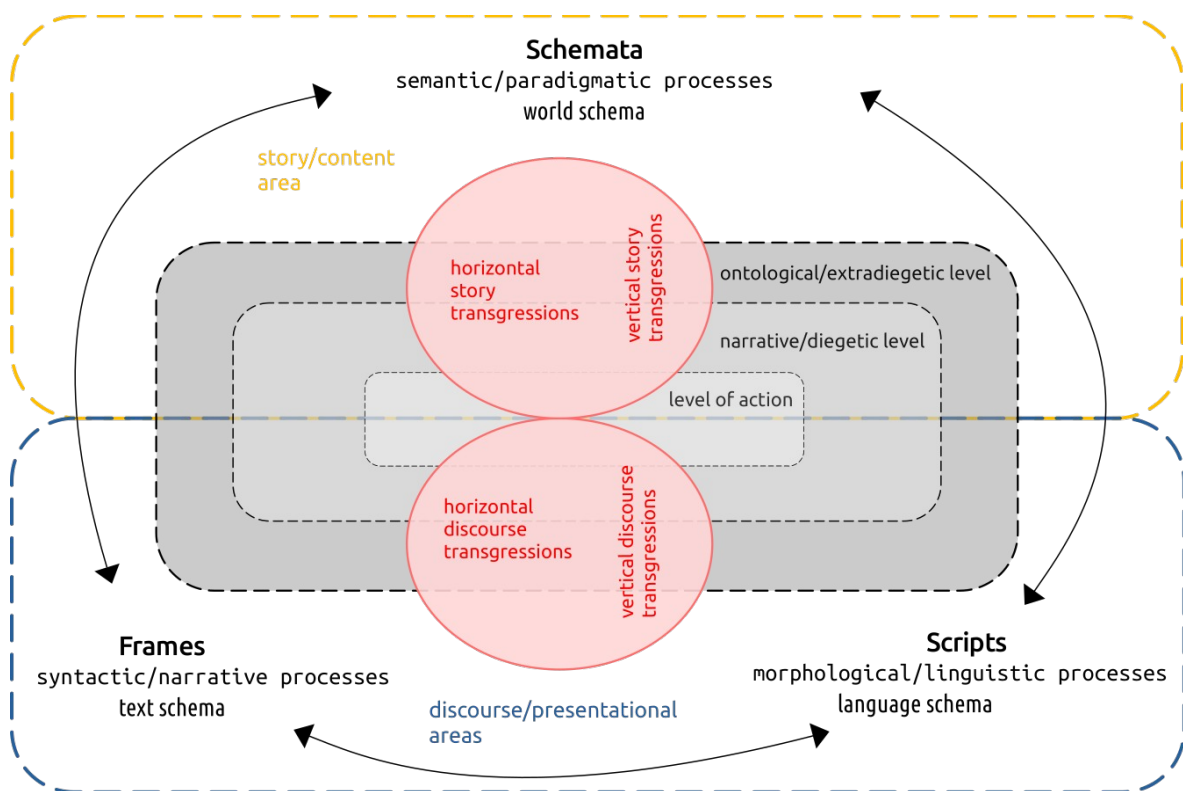 Schemata
semantic/paradigmatic processes
world schema
story/content
area
horizontal
story
transgressions
vertical story
transgressions
ontological/extradiegetic level
narrative/diegetic level
level of action
horizontal
discourse
transgressions
vertical discourse
transgressions
Frames
syntactic/narrative processes
text schema
Scripts
morphological/linguistic processes
language schema
discourse/presentational
areas